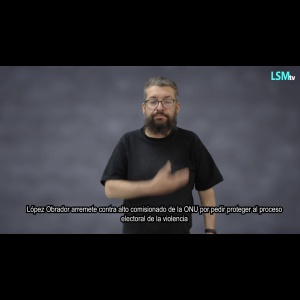 LSMtv
López Obrador arremete contra alto comisionado de la ONU por pedir proteger al proceso
electoral de la violencia